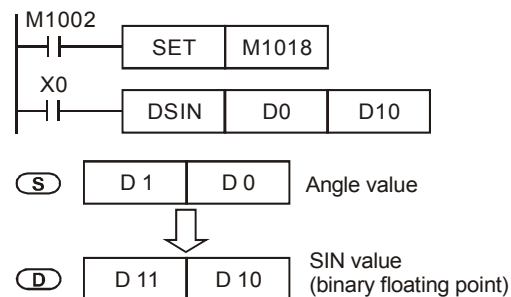 M1002
SET M1018
X0
DSIN D0 D10
S D 1 D 0 Angle value
D D 11 D 10 SIN value
(binary floating point)